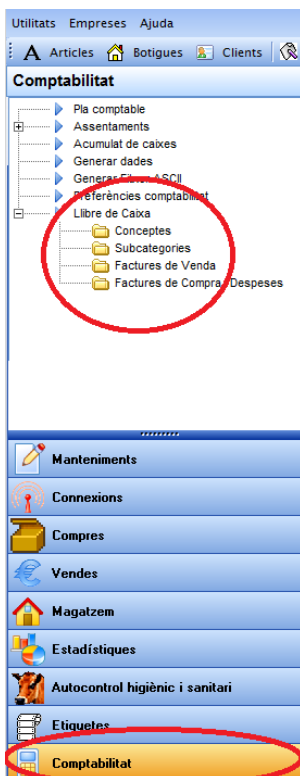 Utilitats Empreses Ajuda
A Articles Botigues Clients
Comptabilitat
Pla comptable
Assentaments
Acumulat de caixes
Generar dades
Generar Fitxer ASCII
Preferències comptabilitat
Llibre de Caixa
Conceptes
Subcategories
Factures de Venda
Factures de Compra/Despeses
Manteniments
Connexions
Compres
Vendes
Magatzem
Estadístiques
Autocontrol higiènic i sanitari
Etiquetes
Comptabilitat